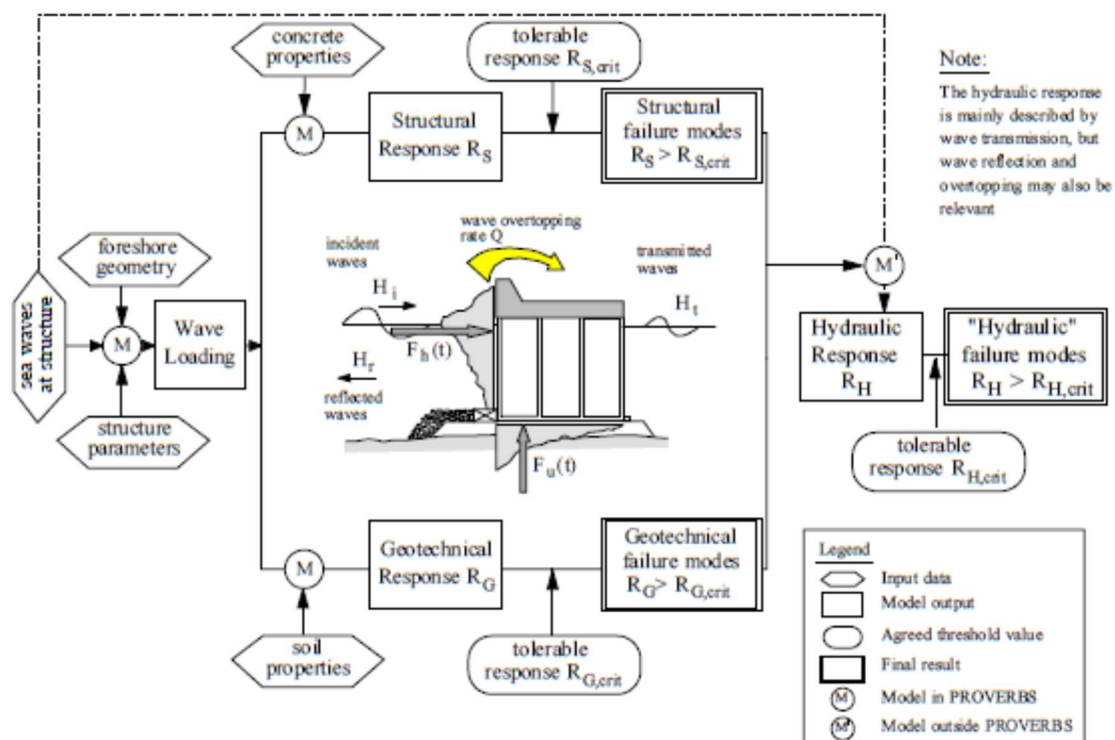 concrete
properties
tolerable
response R_S,crit
Note:
The hydraulic response
is mainly described by
wave transmission, but
wave reflection and
overtopping may also be
relevant
M
Structural
Response R_S
Structural
failure modes
R_S > R_S,crit
foreshore
geometry
sea waves
at structure
M
Wave
Loading
structure
parameters
wave overtopping
rate Q
incident
waves
transmitted
waves
H_i
H_t
F_h(t)
H_r
reflected
waves
F_u(t)
M'
Hydraulic
Response
R_H
"Hydraulic"
failure modes
R_H > R_H,crit
tolerable
response R_H,crit
M
Geotechnical
Response R_G
Geotechnical
failure modes
R_G> R_G,crit
soil
properties
tolerable
response R_G,crit
Legend
Input data
Model output
Agreed threshold value
Final result
M Model in PROVERBS
M' Model outside PROVERBS